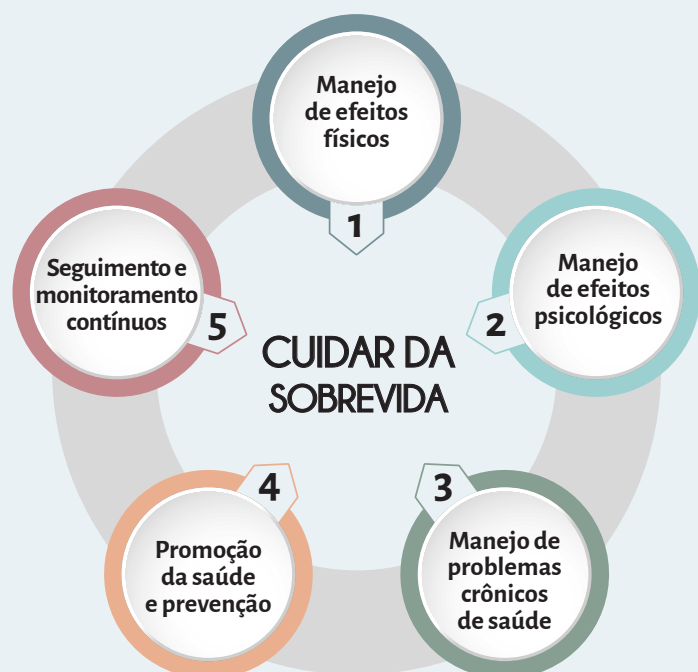 Manejo
de efeitos
físicos
1
Manejo
de efeitos
psicológicos
2
Manejo de
problemas
crônicos
de saúde
3
Promoção
da saúde
e prevenção
4
Seguimento e
monitoramento
contínuos
5
CUIDAR DA
SOBREVIDA